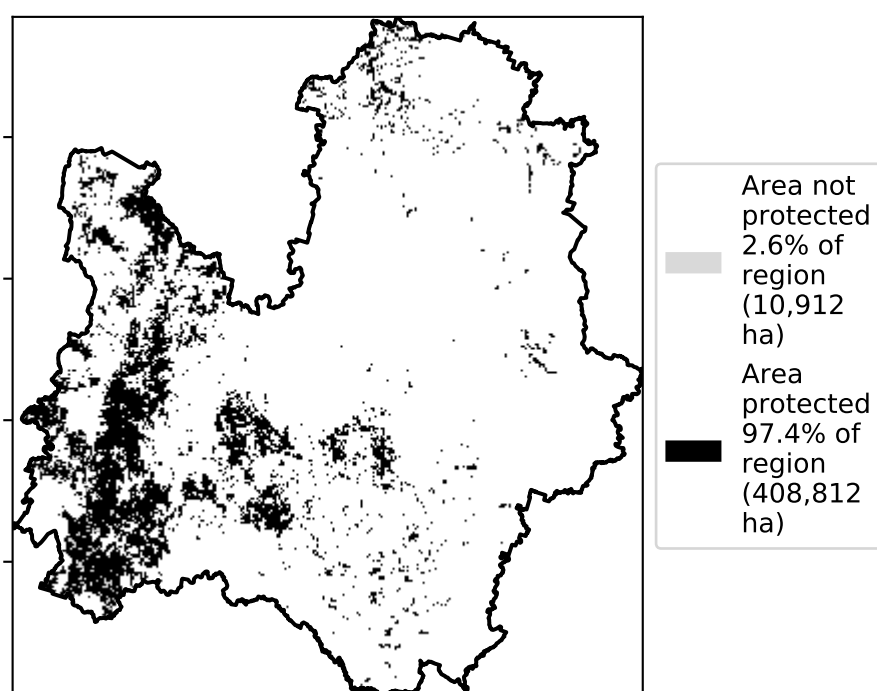 Area not
protected
2.6% of
region
(10,912
ha)
Area
protected
97.4% of
region
(408,812
ha)